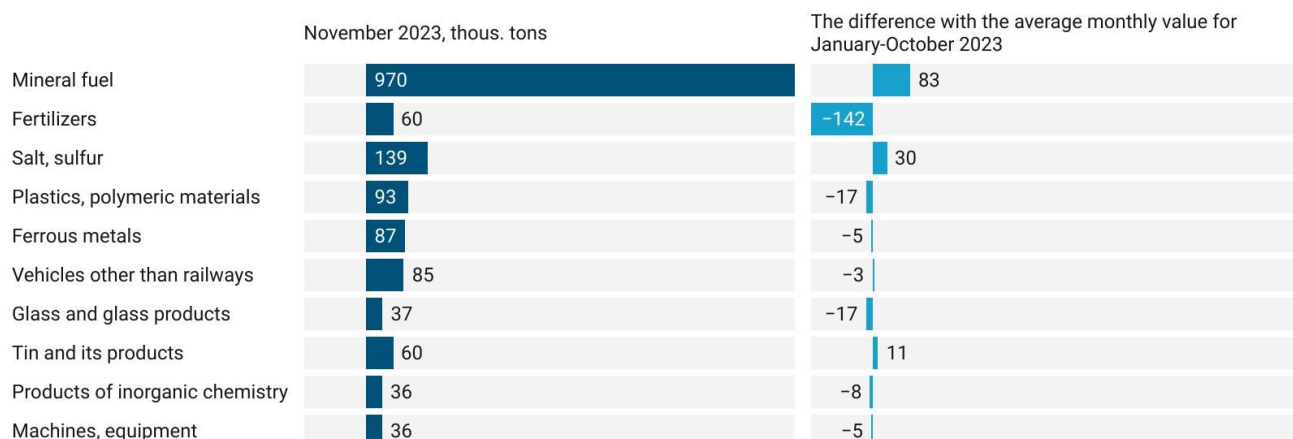 November 2023, thous. tons
The difference with the average monthly value for
January-October 2023
Mineral fuel 970 83
Fertilizers 60 −142
Salt, sulfur 139 30
Plastics, polymeric materials 93 −17
Ferrous metals 87 −5
Vehicles other than railways 85 −3
Glass and glass products 37 −17
Tin and its products 60 11
Products of inorganic chemistry 36 −8
Machines, equipment 36 −5